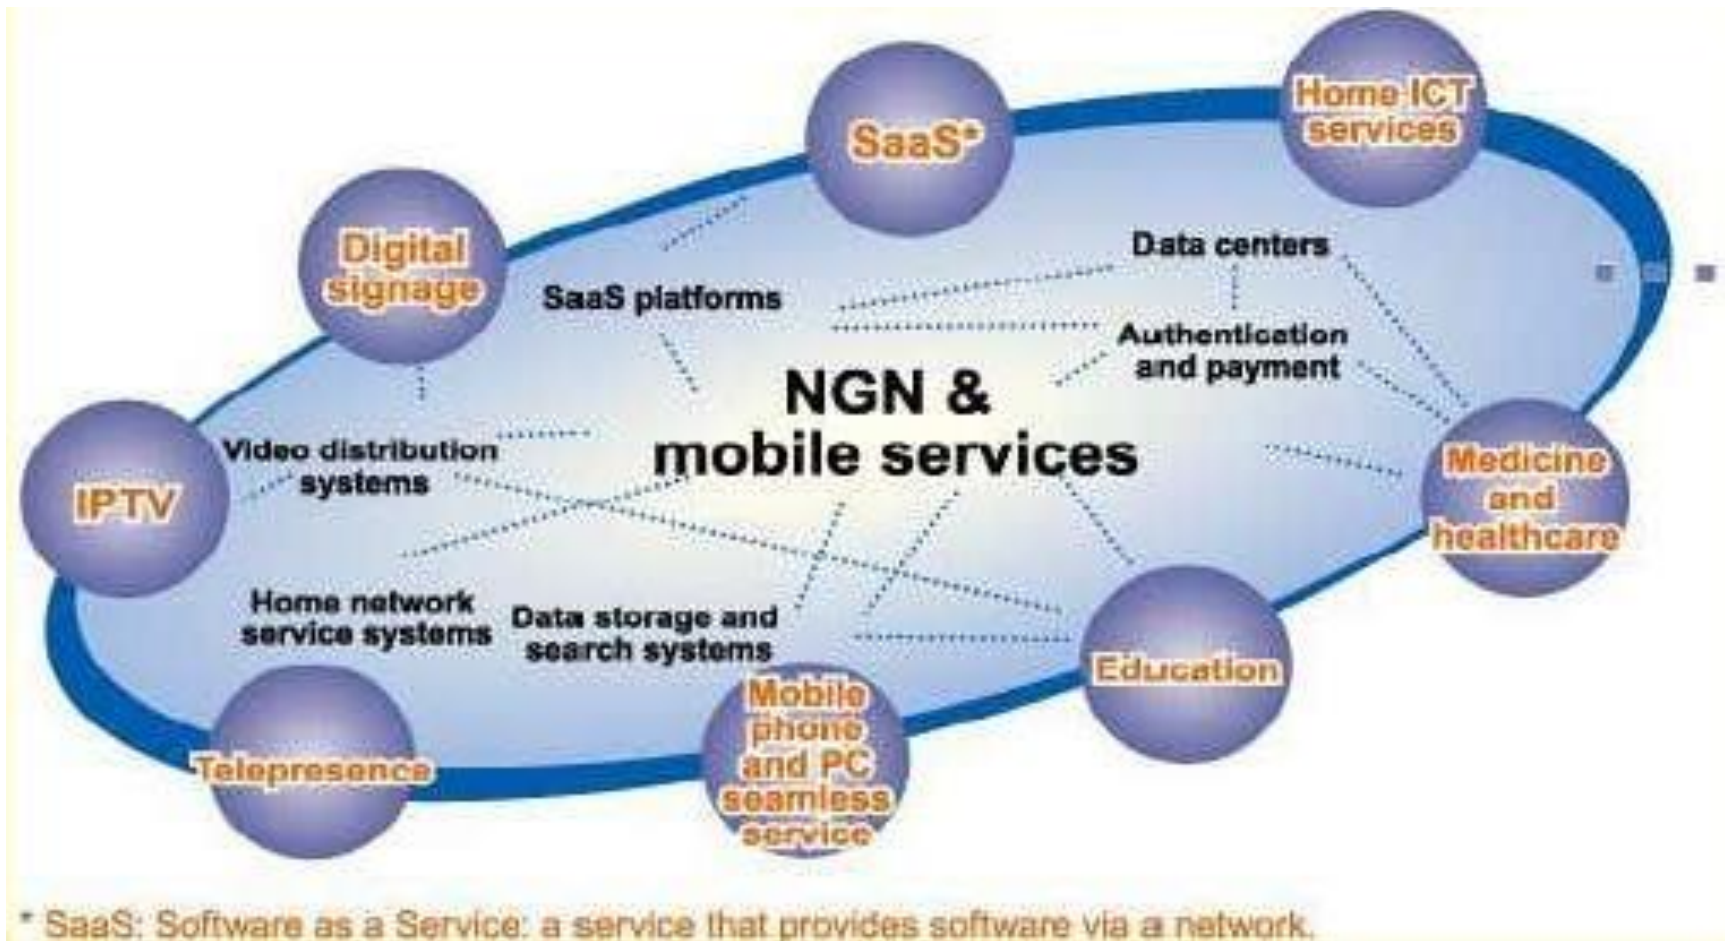 SaaS*
Home ICT
services
Digital
signage
Data centers
SaaS platforms
Authentication
and payment
NGN &
mobile services
Video distribution
systems
IPTV
Medicine
and
healthcare
Home network
service systems
Data storage and
search systems
Education
Mobile
phone
and PC
seamless
service
Telepresence
* SaaS: Software as a Service: a service that provides software via a network.